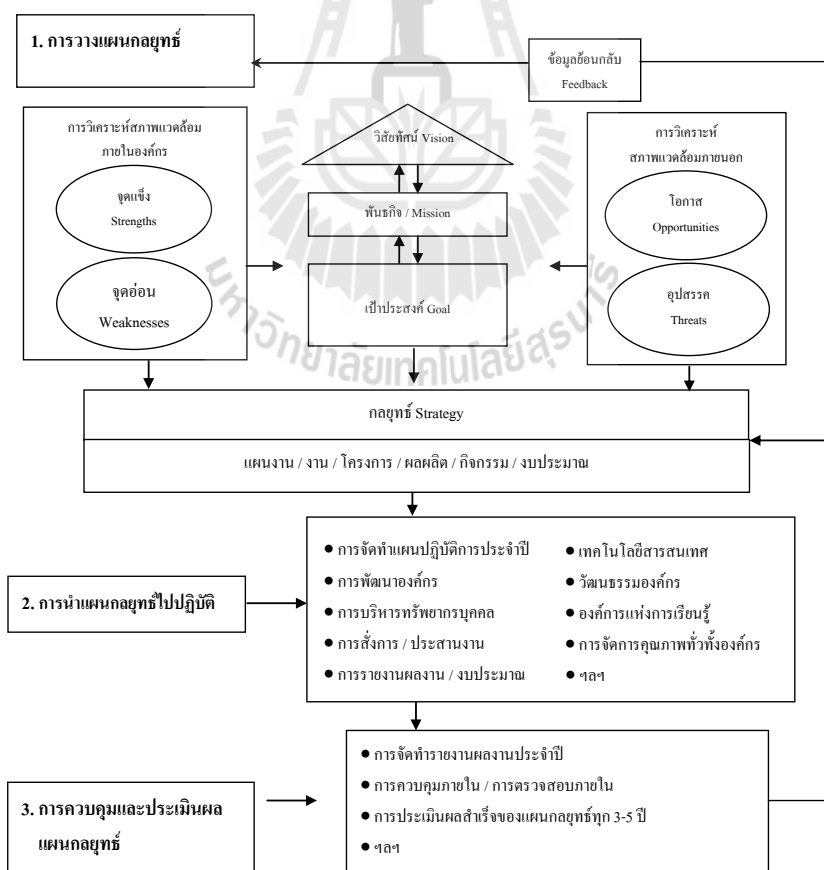 1. การวางแผนกลยุทธ์
ข้อมูลย้อนกลับ
Feedback
การวิเคราะห์สภาพแวดล้อม
ภายในองค์กร
จุดแข็ง
Strengths
จุดอ่อน
Weaknesses
วิสัยทัศน์ Vision
พันธกิจ / Mission
เป้าประสงค์ Goal
การวิเคราะห์
สภาพแวดล้อมภายนอก
โอกาส
Opportunities
อุปสรรค
Threats
มหาวิทยาลัยเทคโนโลยีสุรนารี
กลยุทธ์ Strategy
แผนงาน / งาน / โครงการ / ผลผลิต / กิจกรรม / งบประมาณ
2. การนำแผนกลยุทธ์ไปปฏิบัติ
● การจัดทำแผนปฏิบัติการประจำปี
● การพัฒนาองค์กร
● การบริหารทรัพยากรบุคคล
● การสั่งการ / ประสานงาน
● การรายงานผลงาน / งบประมาณ
● เทคโนโลยีสารสนเทศ
● วัฒนธรรมองค์กร
● องค์การแห่งการเรียนรู้
● การจัดการคุณภาพทั่วทั้งองค์กร
● ฯลฯ
3. การควบคุมและประเมินผล
แผนกลยุทธ์
● การจัดทำรายงานผลงานประจำปี
● การควบคุมภายใน / การตรวจสอบภายใน
● การประเมินผลสำเร็จของแผนกลยุทธ์ทุก 3-5 ปี
● ฯลฯ